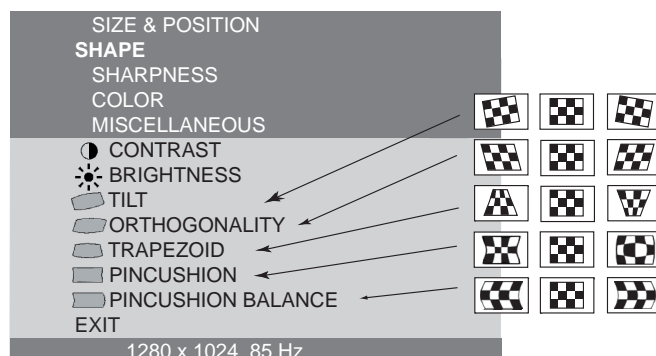 SIZE & POSITION
SHAPE
SHARPNESS
COLOR
MISCELLANEOUS
CONTRAST
BRIGHTNESS
TILT
ORTHOGONALITY
TRAPEZOID
PINCUSHION
PINCUSHION BALANCE
EXIT
1280 x 1024 85 Hz